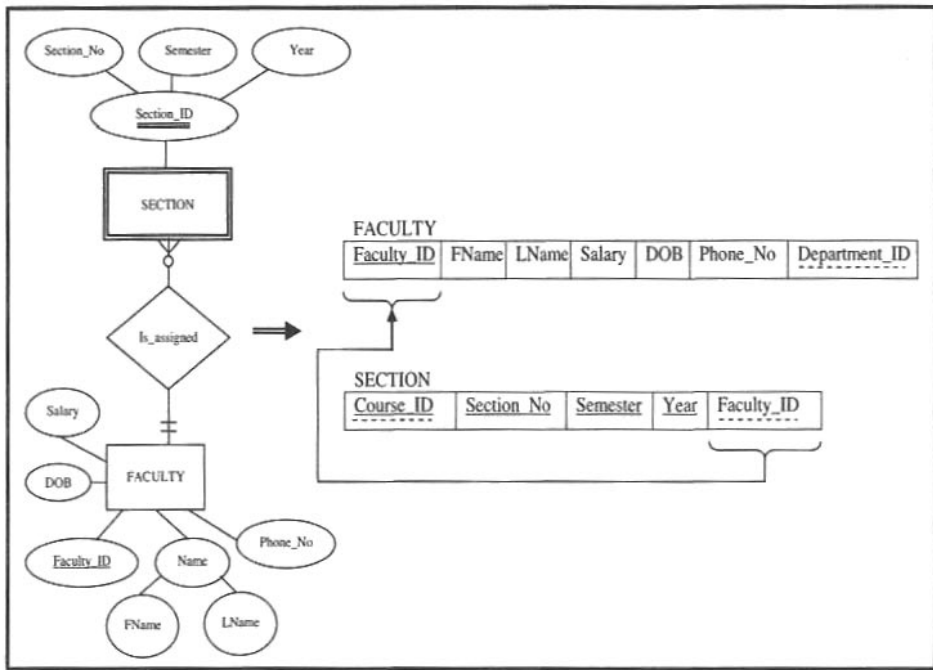 Section_No Semester Year
Section_ID
SECTION
Is_assigned
Salary
DOB
FACULTY
Phone_No
Faculty_ID
Name
FName
LName
FACULTY
Faculty_ID FName LName Salary DOB Phone_No Department_ID
SECTION
Course_ID Section_No Semester Year Faculty_ID